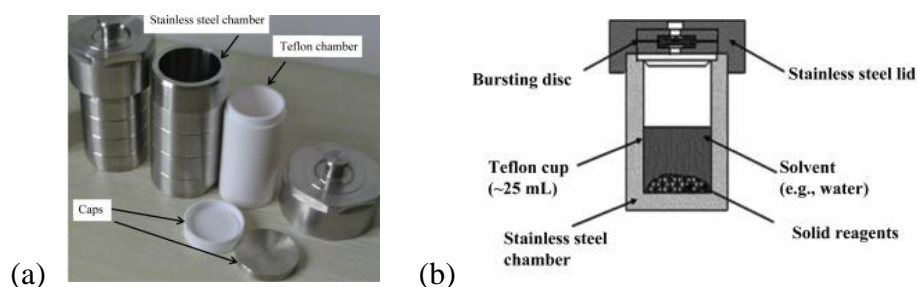 Stainless steel chamber
Teflon chamber
Caps
(a)
Bursting disc
Stainless steel lid
Teflon cup
(~25 mL)
Solvent
(e.g., water)
Solid reagents
Stainless steel
chamber
(b)